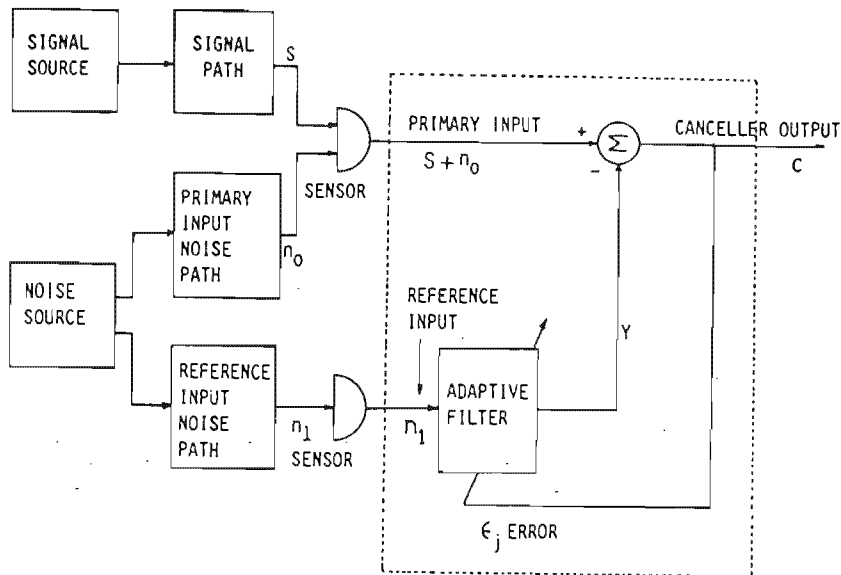 SIGNAL
SOURCE
SIGNAL
PATH
S
PRIMARY INPUT
S + n₀
+
Σ
-
CANCELLER OUTPUT
C
SENSOR
PRIMARY
INPUT
NOISE
PATH
n₀
NOISE
SOURCE
REFERENCE
INPUT
Y
REFERENCE
INPUT
NOISE
PATH
n₁
SENSOR
n₁
ADAPTIVE
FILTER
ϵⱼ ERROR